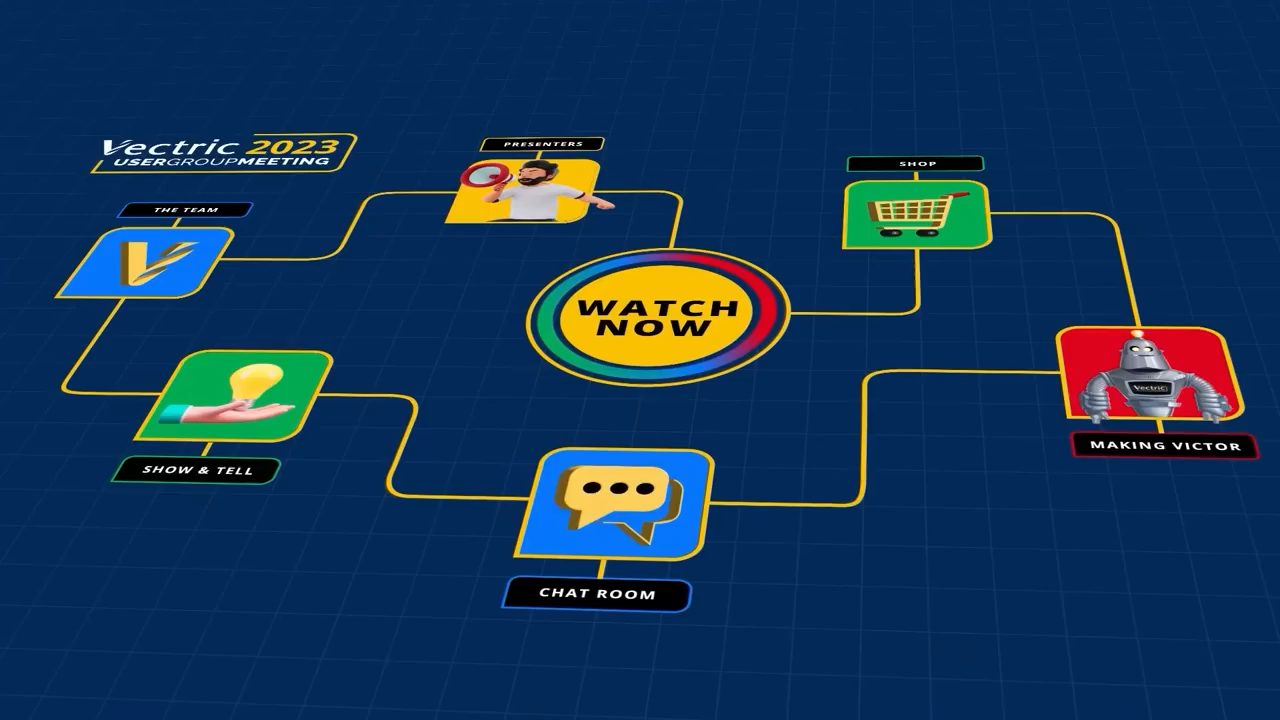 Vectric 2023
USERGROUPMEETING
PRESENTERS
SHOP
THE TEAM
WATCH
NOW
Vectric
MAKING VICTOR
SHOW & TELL
CHAT ROOM